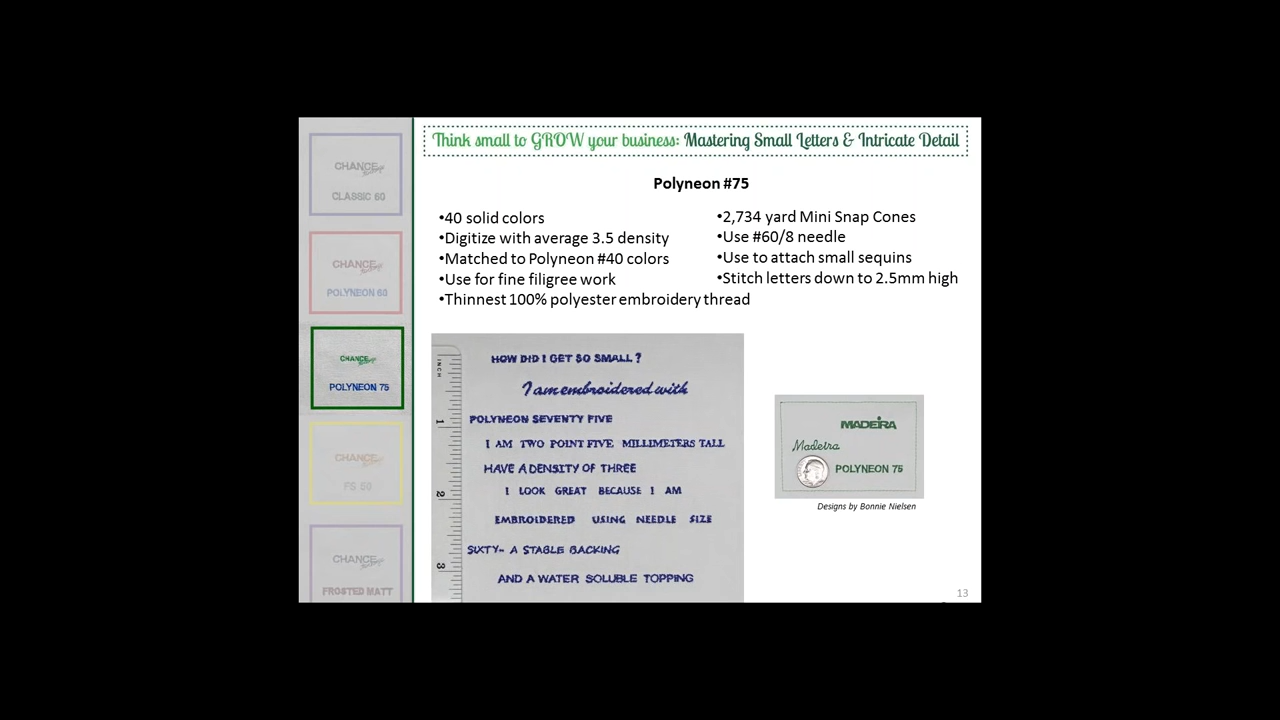 Think small to GROW your business: Mastering Small Letters & Intricate Detail
CHANCE
CLASSIC 60
CHANCE
POLYNEON 60
CHANCE
POLYNEON 75
CHANCE
FS 50
CHANCE
FROSTED MATT
Polyneon #75
•40 solid colors
•Digitize with average 3.5 density
•Matched to Polyneon #40 colors
•Use for fine filigree work
•Thinnest 100% polyester embroidery thread
•2,734 yard Mini Snap Cones
•Use #60/8 needle
•Use to attach small sequins
•Stitch letters down to 2.5mm high
INCH
1
2
3
HOW DID I GET SO SMALL?
I am embroidered with
POLYNEON SEVENTY FIVE
I AM TWO POINT FIVE MILLIMETERS TALL
HAVE A DENSITY OF THREE
I LOOK GREAT BECAUSE I AM
EMBROIDERED USING NEEDLE SIZE
SIXTY- A STABLE BACKING
AND A WATER SOLUBLE TOPPING
MADEIRA
Madeira
POLYNEON 75
Designs by Bonnie Nielsen
13